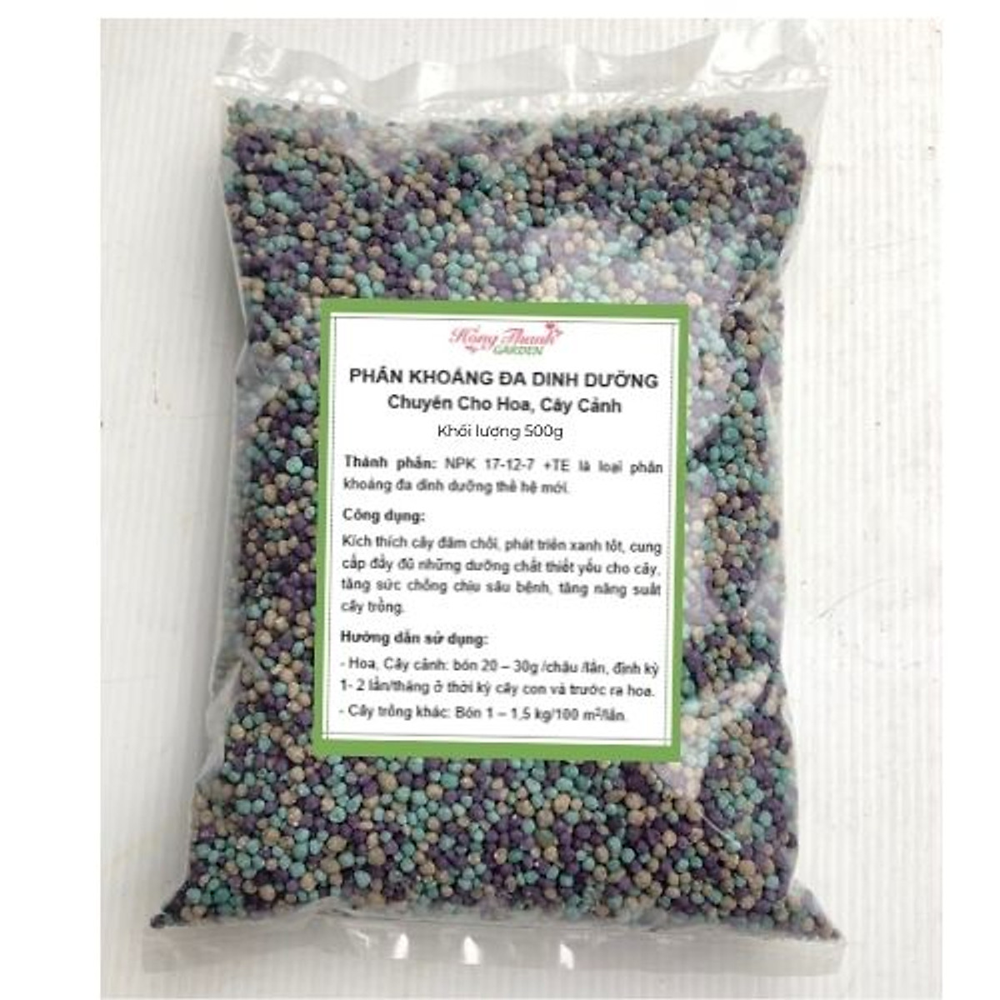 Hồng Thanh
GARDEN
PHÂN KHOÁNG ĐA DINH DƯỠNG
Chuyên Cho Hoa, Cây Cảnh
Khối lượng 500g
Thành phần: NPK 17-12-7 +TE là loại phân
khoáng đa dinh dưỡng thế hệ mới.
Công dụng:
Kích thích cây đâm chồi, phát triển xanh tốt, cung
cấp đầy đủ những dưỡng chất thiết yếu cho cây,
tăng sức chống chịu sâu bệnh, tăng năng suất
cây trồng.
Hướng dẫn sử dụng:
- Hoa, Cây cảnh: bón 20 – 30g /chậu /lần, định kỳ
1- 2 lần/tháng ở thời kỳ cây con và trước ra hoa.
- Cây trồng khác: Bón 1 – 1,5 kg/100 m²/lần.